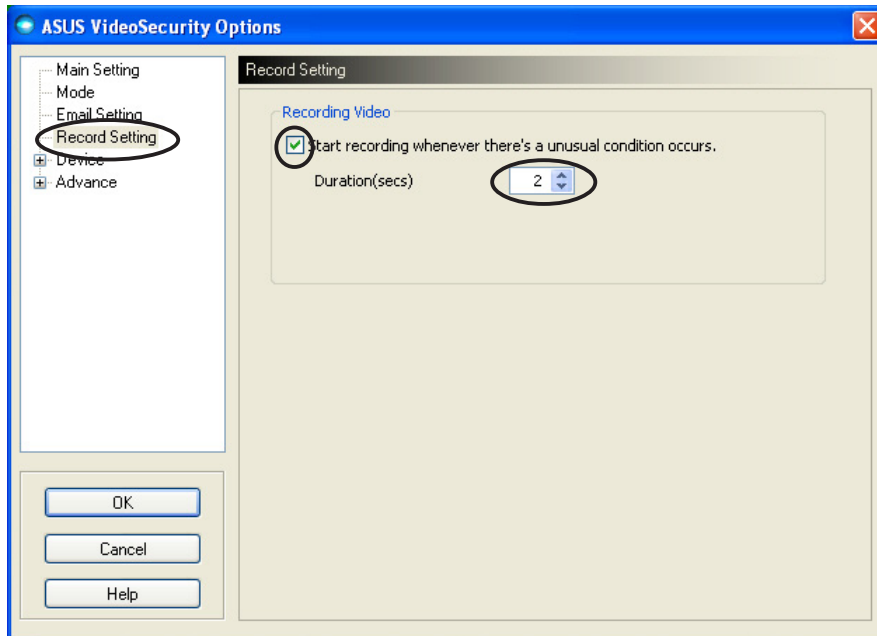 ASUS VideoSecurity Options
Main Setting
Mode
Email Setting
Record Setting
Device
Advance
OK
Cancel
Help
Record Setting
Recording Video
Start recording whenever there's a unusual condition occurs.
Duration(secs) 2